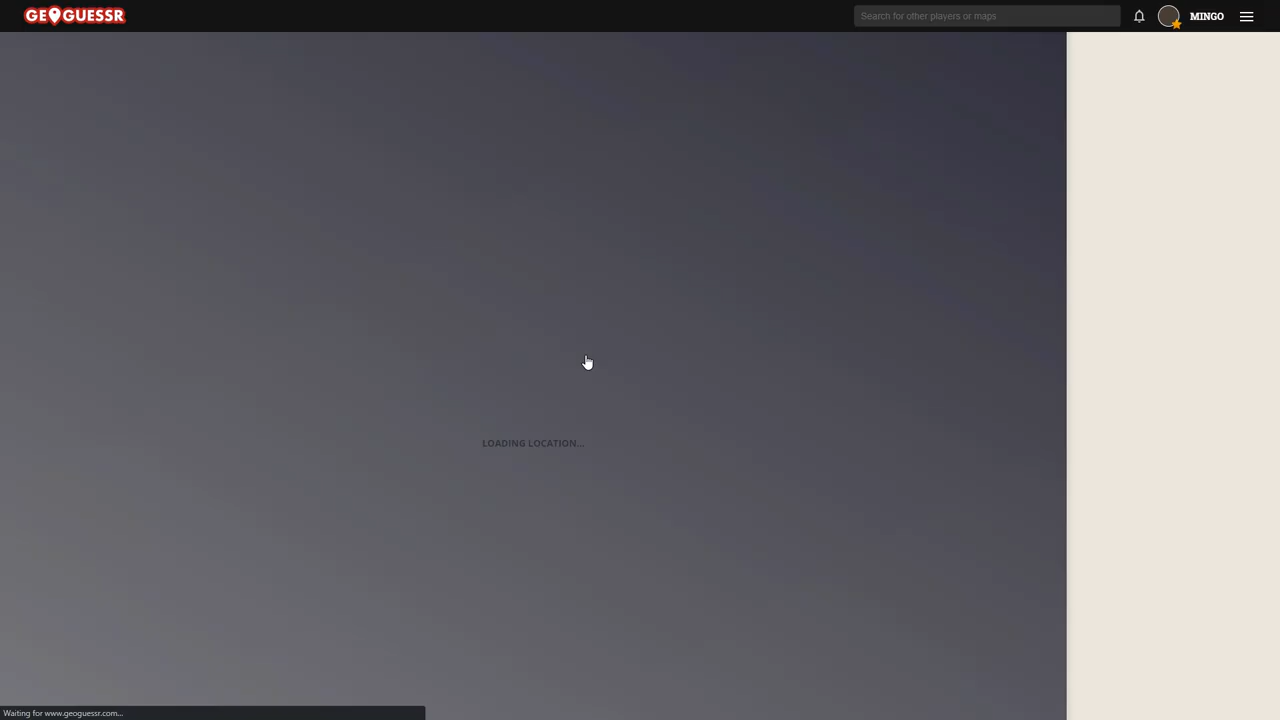 GEOGUESSR
Search for other players or maps
MINGO
LOADING LOCATION...
Waiting for www.geoguessr.com...